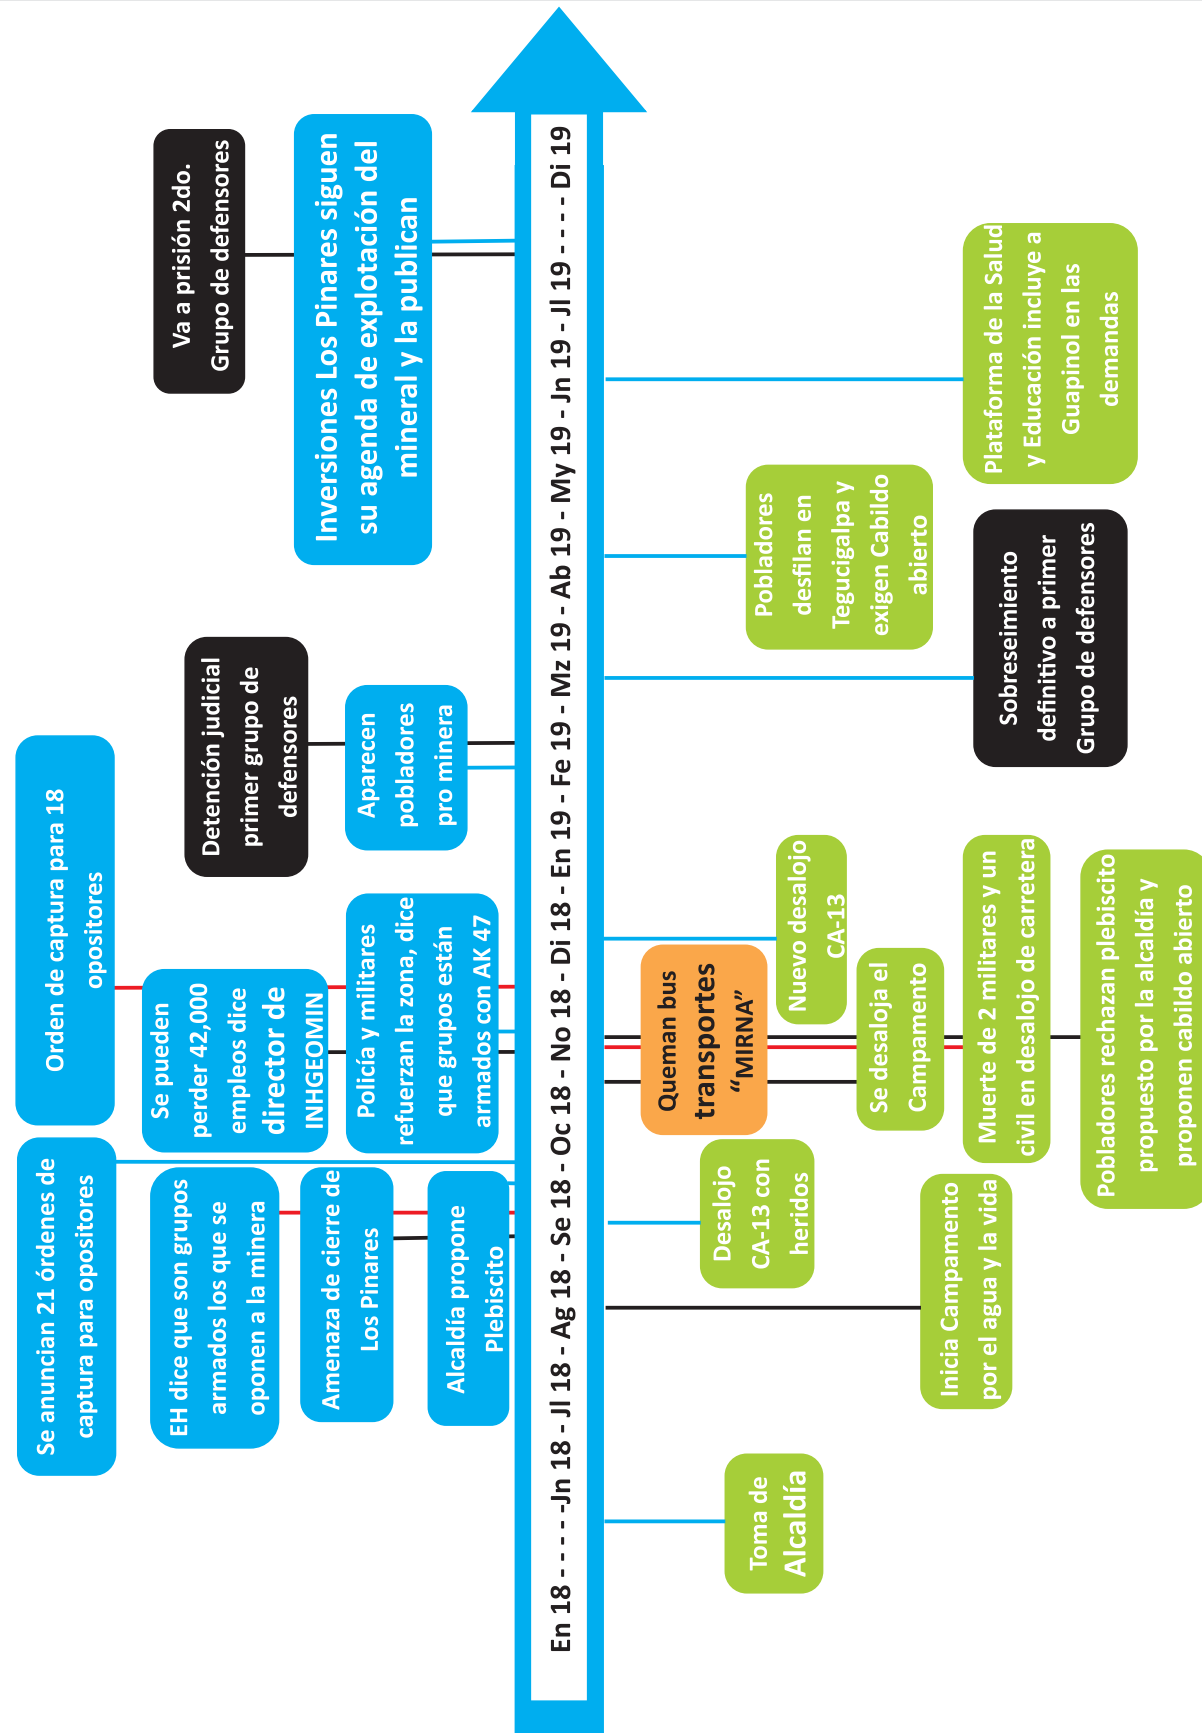 Se anuncian 21 órdenes de
captura para opositores
Orden de captura para 18
opositores
EH dice que son grupos
armados los que se
oponen a la minera
Se pueden
perder 42,000
empleos dice
director de
INHGEOMIN
Va a prisión 2do.
Grupo de defensores
Detención judicial
primer grupo de
defensores
Inversiones Los Pinares siguen
su agenda de explotación del
mineral y la publican
Amenaza de cierre de
Los Pinares
Policía y militares
refuerzan la zona, dice
que grupos están
armados con AK 47
Aparecen
pobladores
pro minera
Alcaldía propone
Plebiscito
En 18 - - - - -Jn 18 - Jl 18 - Ag 18 - Se 18 - Oc 18 - No 18 - Di 18 - En 19 - Fe 19 - Mz 19 - Ab 19 - My 19 - Jn 19 - Jl 19 - - - - Di 19
Queman bus
transportes
“MIRNA”
Desalojo
CA-13 con
heridos
Toma de
Alcaldía
Pobladores
desfilan en
Tegucigalpa y
exigen Cabildo
abierto
Nuevo desalojo
CA-13
Se desaloja el
Campamento
Inicia Campamento
por el agua y la vida
Muerte de 2 militares y un
civil en desalojo de carretera
Sobreseimiento
definitivo a primer
Grupo de defensores
Plataforma de la Salud
y Educación incluye a
Guapinol en las
demandas
Pobladores rechazan plebiscito
propuesto por la alcaldía y
proponen cabildo abierto